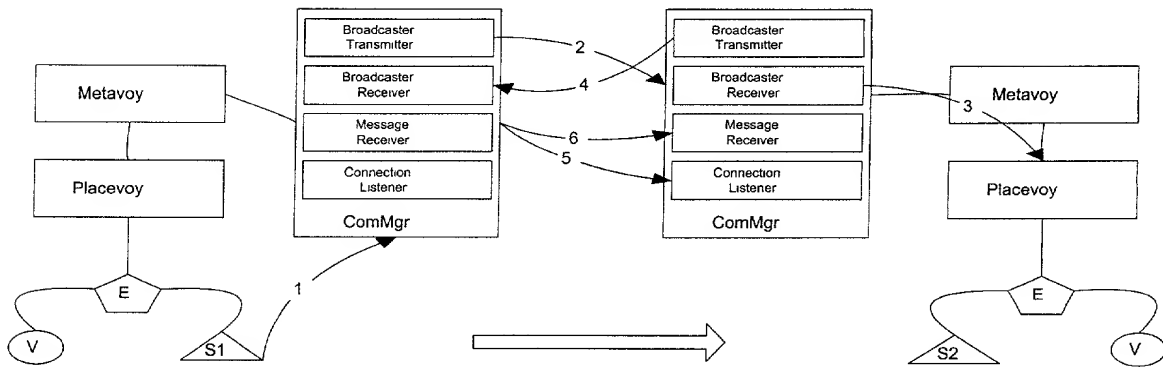 Broadcaster
Transmitter
Broadcaster
Receiver
Message
Receiver
Connection
Listener
ComMgr
Metavoy
Placevoy
E
V
S1
1
2
4
6
5
Broadcaster
Transmitter
Broadcaster
Receiver
Message
Receiver
Connection
Listener
ComMgr
3
Metavoy
Placevoy
E
S2
V